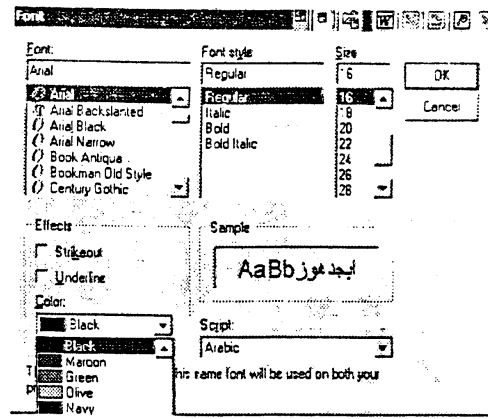 Font
Font:
Font style
Size
Arial
Regular
16
OK
Arial
Arial Backslanted
Arial Black
Arial Narrow
Book Antiqua
Bookman Old Style
Century Gothic
Regular
Italic
Bold
Bold Italic
16
18
20
22
24
26
28
Cancel
Effects
Strikeout
Underline
Color:
Black
Black
Maroon
Green
Olive
Navy
Sample
AaBb ابجد هوز
Script:
Arabic
his same font will be used on both your